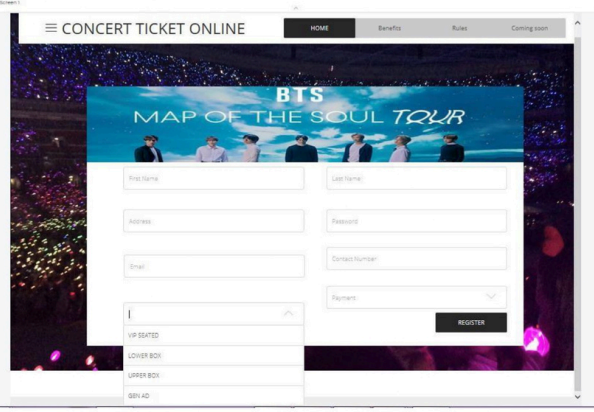 Screen 1
CONCERT TICKET ONLINE
HOME Benefits Rules Coming soon
BTS
MAP OF THE SOUL TOUR
First Name Last Name
Address Password
Email Contact Number
Payment
REGISTER
VIP SEATED
LOWER BOX
UPPER BOX
GEN AD